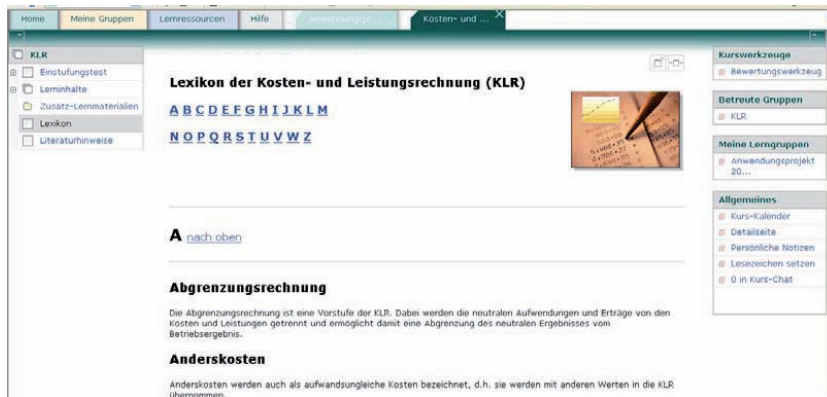 Home
Meine Gruppen
Lernressourcen
Hilfe
Anwendungspr...
Kosten- und ...
KLR
Einstufungstest
Lerninhalte
Zusatz-Lernmaterialien
Lexikon
Literaturhinweise
Lexikon der Kosten- und Leistungsrechnung (KLR)
A B C D E F G H I J K L M
N O P Q R S T U V W Z
A nach oben
Abgrenzungsrechnung
Die Abgrenzungsrechnung ist eine Vorstufe der KLR. Dabei werden die neutralen Aufwendungen und Erträge von den
Kosten und Leistungen getrennt und ermöglicht damit eine Abgrenzung des neutralen Ergebnisses vom
Betriebsergebnis.
Anderskosten
Anderskosten werden auch als aufwandsungleiche Kosten bezeichnet, d.h. sie werden mit anderen Werten in die KLR
übernommen.
Kurswerkzeuge
Bewertungswerkzeug
Betreute Gruppen
KLR
Meine Lerngruppen
Anwendungsprojekt
20...
Allgemeines
Kurs-Kalender
Detailseite
Persönliche Notizen
Lesezeichen setzen
0 in Kurs-Chat